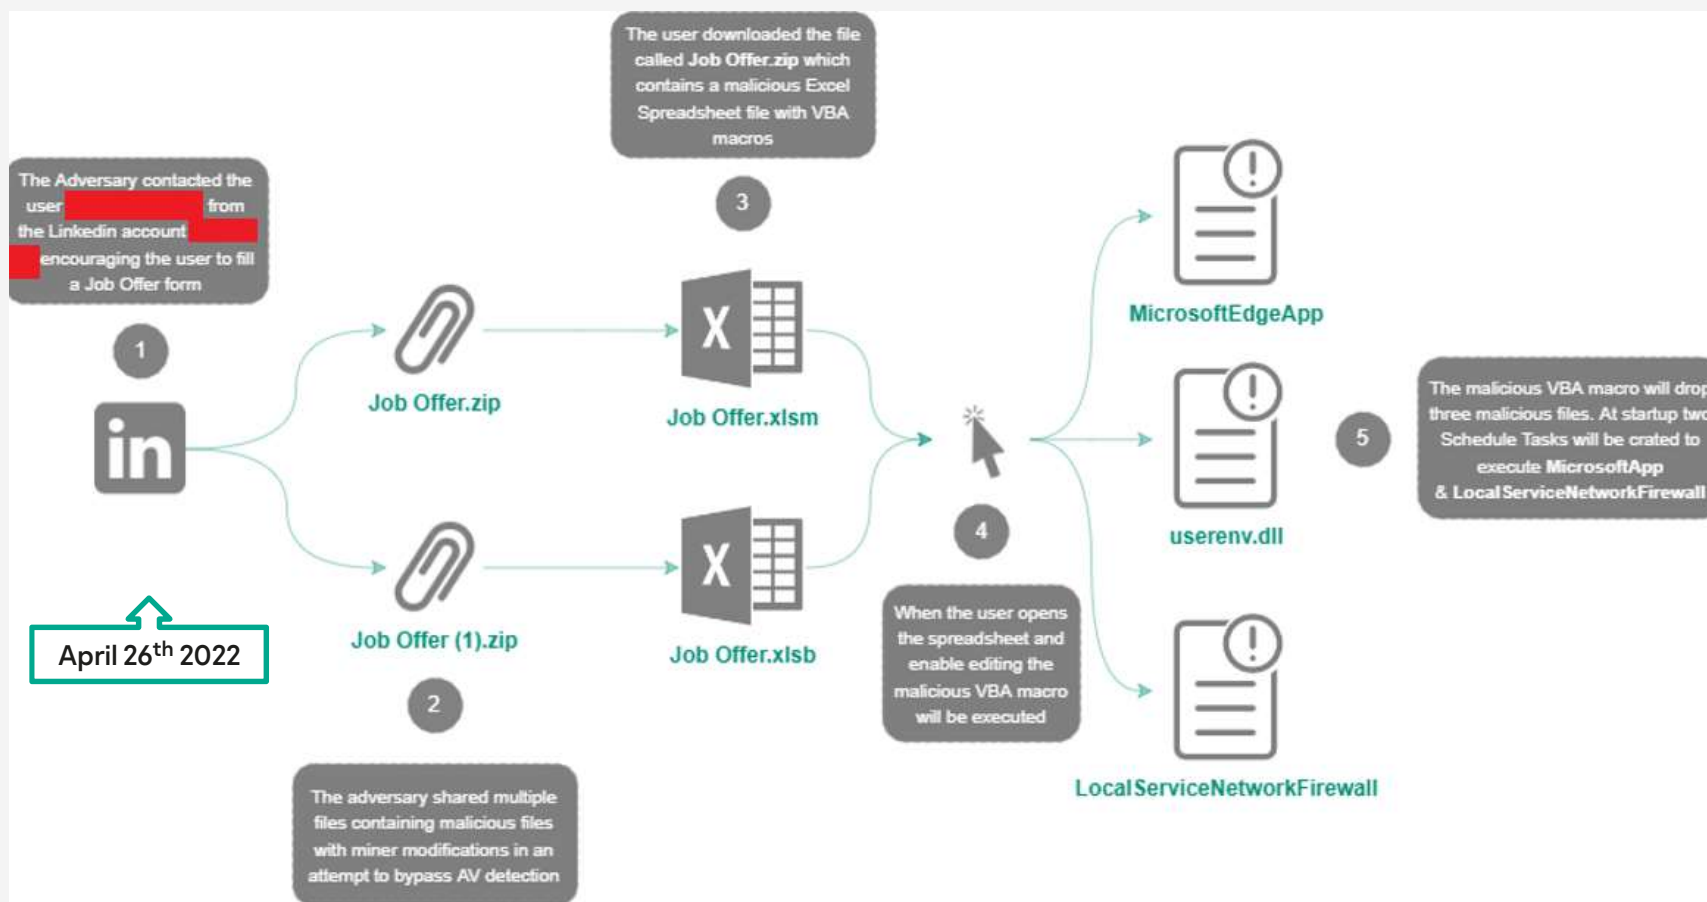 The Adversary contacted the
user from
the Linkedin account
encouraging the user to fill
a Job Offer form
1
in
April 26th 2022
Job Offer.zip
Job Offer (1).zip
2
The adversary shared multiple
files containing malicious files
with miner modifications in an
attempt to bypass AV detection
The user downloaded the file
called Job Offer.zip which
contains a malicious Excel
Spreadsheet file with VBA
macros
3
X
Job Offer.xlsm
X
Job Offer.xlsb
4
When the user opens
the spreadsheet and
enable editing the
malicious VBA macro
will be executed
MicrosoftEdgeApp
userenv.dll
LocalServiceNetworkFirewall
5
The malicious VBA macro will drop
three malicious files. At startup two
Schedule Tasks will be crated to
execute MicrosoftApp
& LocalServiceNetworkFirewall